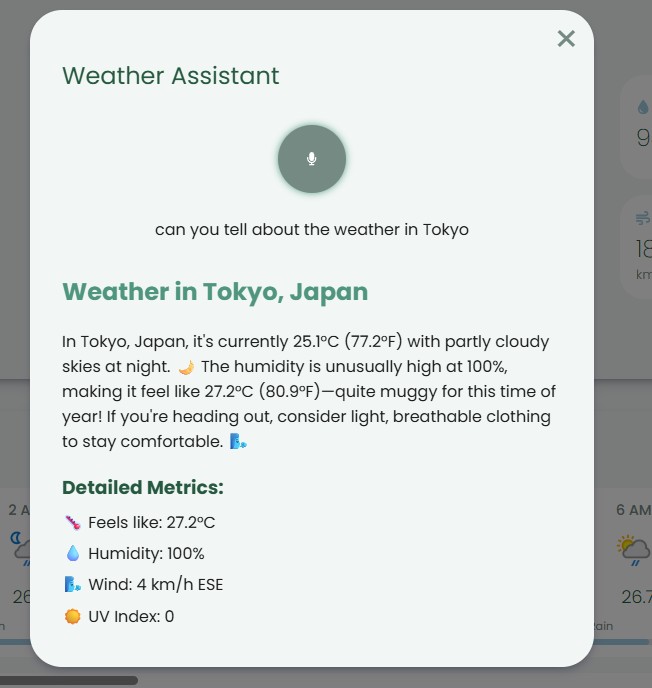 Weather Assistant
can you tell about the weather in Tokyo
Weather in Tokyo, Japan
In Tokyo, Japan, it's currently 25.1°C (77.2°F) with partly cloudy
skies at night. 🌙 The humidity is unusually high at 100%,
making it feel like 27.2°C (80.9°F)—quite muggy for this time of
year! If you're heading out, consider light, breathable clothing
to stay comfortable. 🌬️
Detailed Metrics:
🌡️ Feels like: 27.2°C
💧 Humidity: 100%
🌬️ Wind: 4 km/h ESE
☀️ UV Index: 0
9
18
km
2 A
6 AM
26
26.7